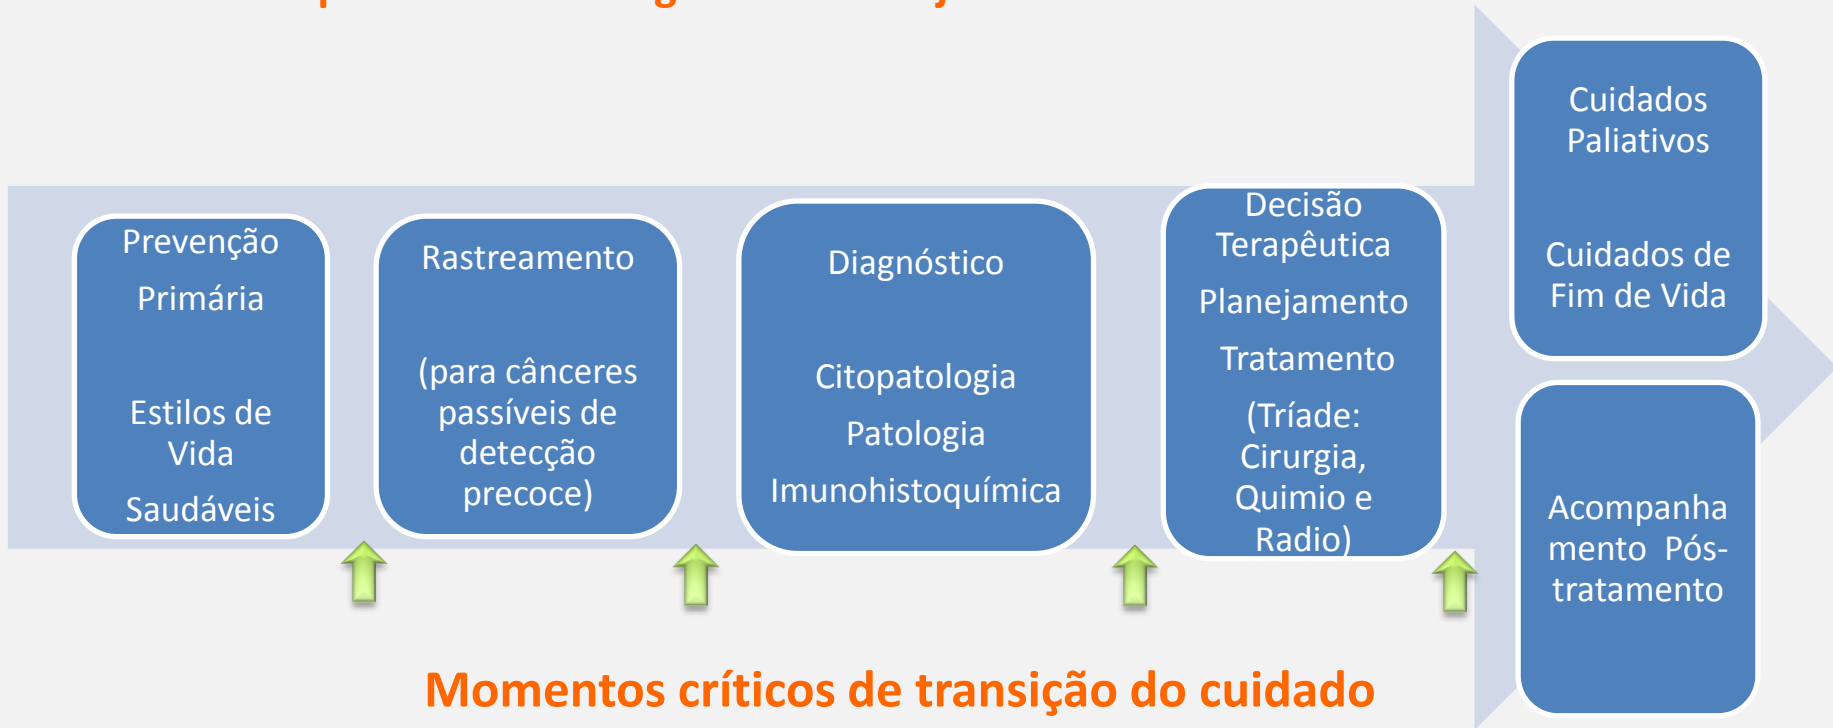 Prevenção
Primária
Estilos de
Vida
Saudáveis
Rastreamento
(para cânceres
passíveis de
detecção
precoce)
Diagnóstico
Citopatologia
Patologia
Imunohistoquímica
Decisão
Terapêutica
Planejamento
Tratamento
(Tríade:
Cirurgia,
Quimio e
Radio)
Cuidados
Paliativos
Cuidados de
Fim de Vida
Acompanha
mento Pós-
tratamento
Momentos críticos de transição do cuidado